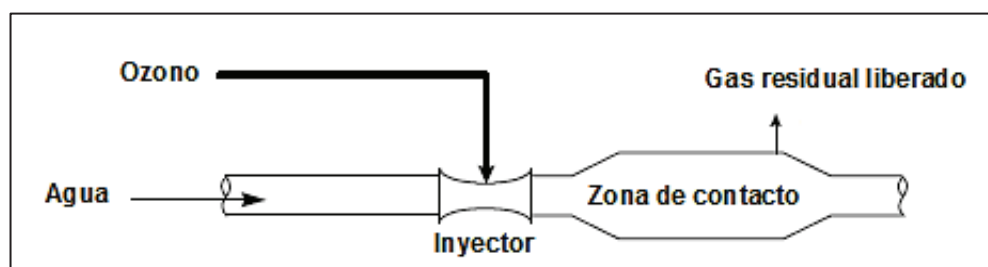 Ozono
Gas residual liberado
Agua
Zona de contacto
Inyector